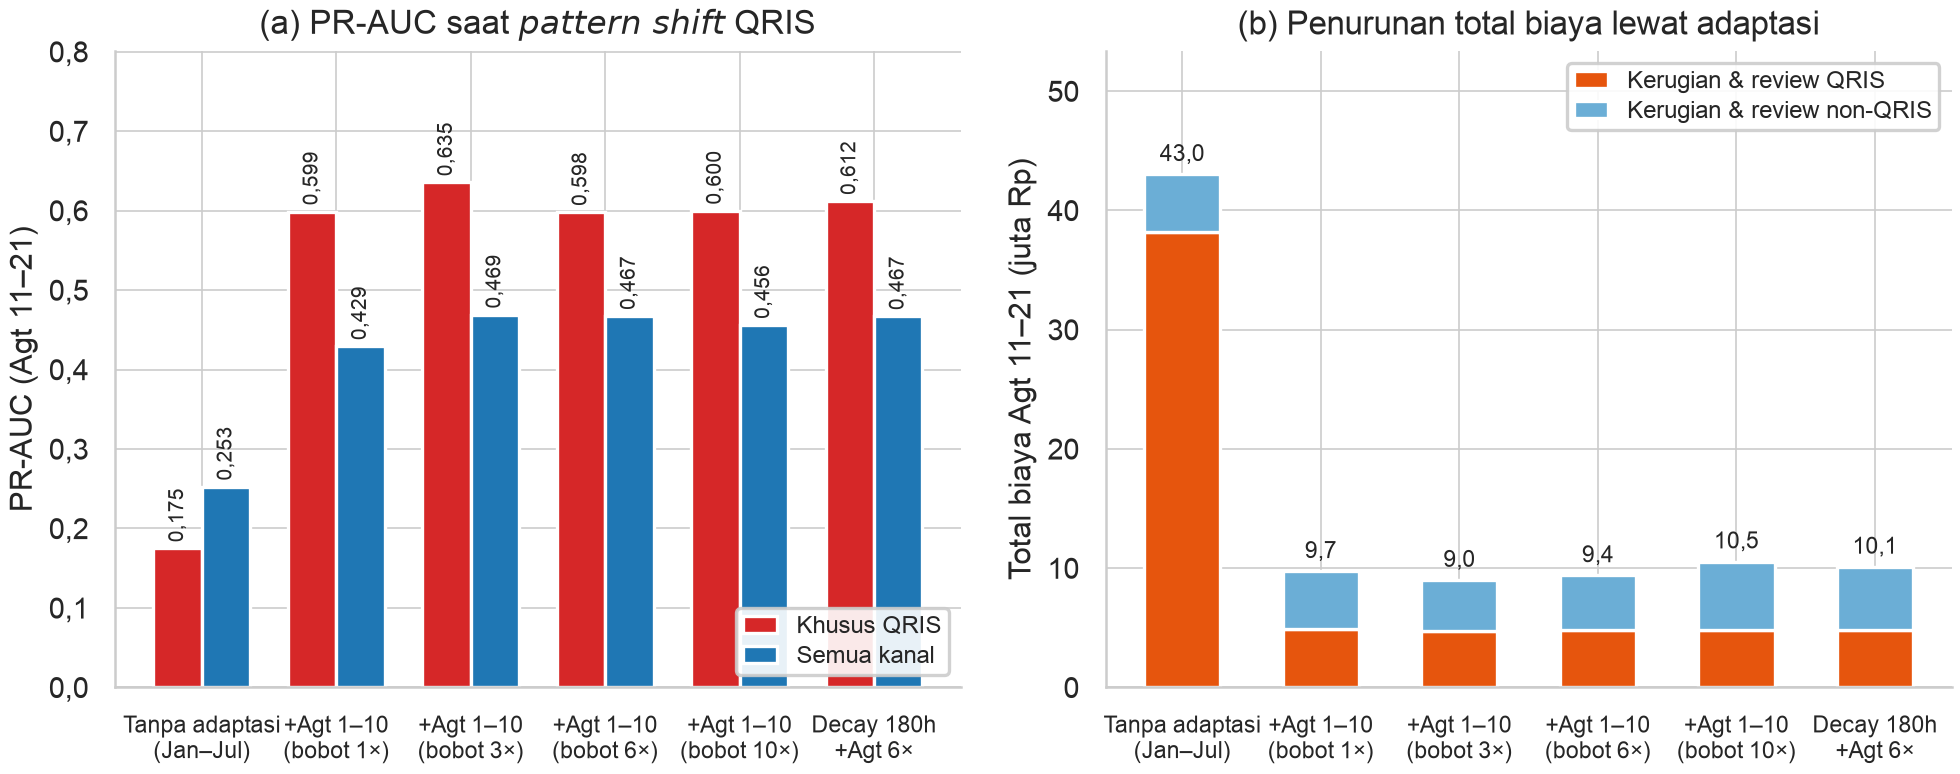 (a) PR-AUC saat pattern shift QRIS
PR-AUC (Agt 11–21)
0,8
0,7
0,6
0,5
0,4
0,3
0,2
0,1
0,0
0,175
0,253
0,599
0,429
0,635
0,469
0,598
0,467
0,600
0,456
0,612
0,467
Khusus QRIS
Semua kanal
Tanpa adaptasi
(Jan–Jul)
+Agt 1–10
(bobot 1×)
+Agt 1–10
(bobot 3×)
+Agt 1–10
(bobot 6×)
+Agt 1–10
(bobot 10×)
Decay 180h
+Agt 6×
(b) Penurunan total biaya lewat adaptasi
Total biaya Agt 11–21 (juta Rp)
50
40
30
20
10
0
Kerugian & review QRIS
Kerugian & review non-QRIS
43,0
9,7
9,0
9,4
10,5
10,1
Tanpa adaptasi
(Jan–Jul)
+Agt 1–10
(bobot 1×)
+Agt 1–10
(bobot 3×)
+Agt 1–10
(bobot 6×)
+Agt 1–10
(bobot 10×)
Decay 180h
+Agt 6×